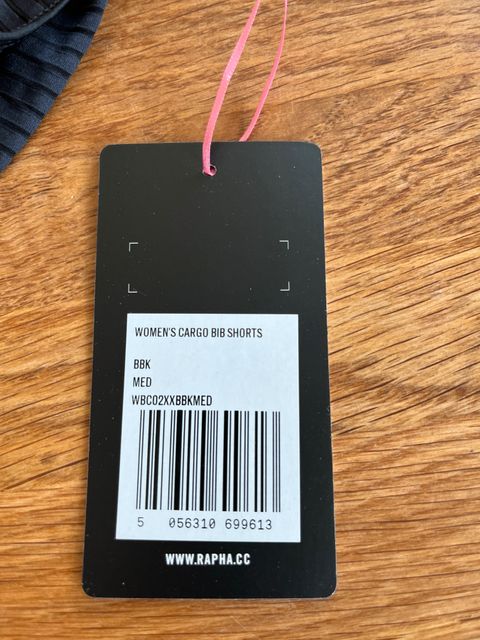 WOMEN'S CARGO BIB SHORTS
BBK
MED
WBC02XXBBKMED
5 056310 699613
WWW.RAPHA.CC